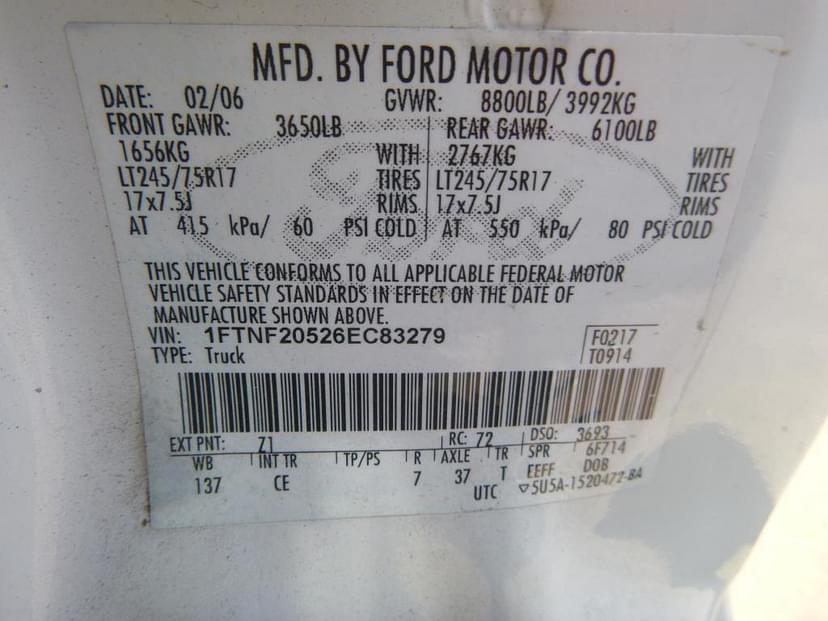 MFD. BY FORD MOTOR CO.
DATE: 02/06 GVWR: 8800LB/ 3992KG
FRONT GAWR: 3650LB REAR GAWR: 6100LB
1656KG WITH 2767KG WITH
LT245/75R17 TIRES LT245/75R17 TIRES
17x7.5J RIMS 17x7.5J RIMS
AT 415 kPa/ 60 PSI COLD AT 550 kPa/ 80 PSI COLD
THIS VEHICLE CONFORMS TO ALL APPLICABLE FEDERAL MOTOR
VEHICLE SAFETY STANDARDS IN EFFECT ON THE DATE OF
MANUFACTURE SHOWN ABOVE.
VIN: 1FTNF20526EC83279 F0217
TYPE: Truck T0914
EXT PNT: Z1 RC: 72 DSO: 3693
WB INT TR TP/PS R AXLE TR SPR 6F714
137 CE 7 37 T EEFF DOB
UTC ▽5U5A-1520472-BA